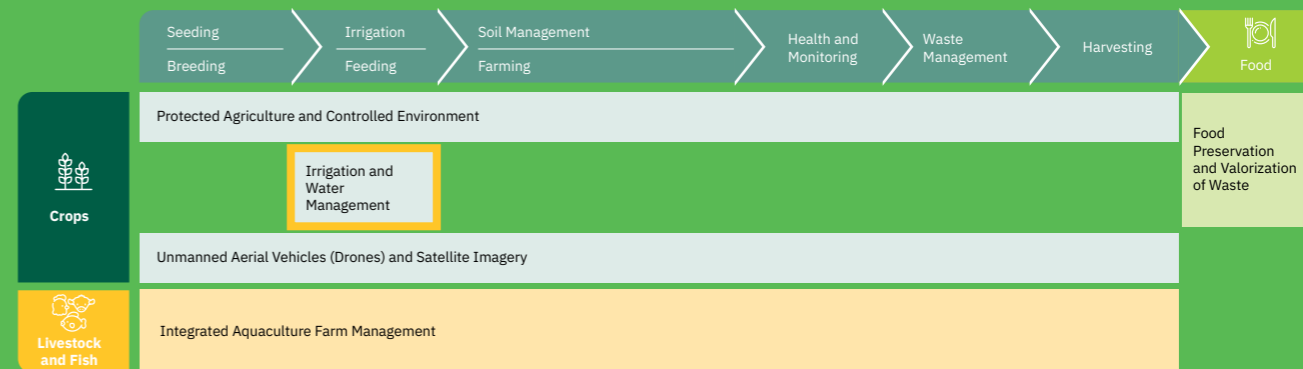 Seeding
Breeding
Irrigation
Feeding
Soil Management
Farming
Health and
Monitoring
Waste
Management
Harvesting
Food
Crops
Protected Agriculture and Controlled Environment
Irrigation and
Water
Management
Unmanned Aerial Vehicles (Drones) and Satellite Imagery
Food
Preservation
and Valorization
of Waste
Livestock
and Fish
Integrated Aquaculture Farm Management